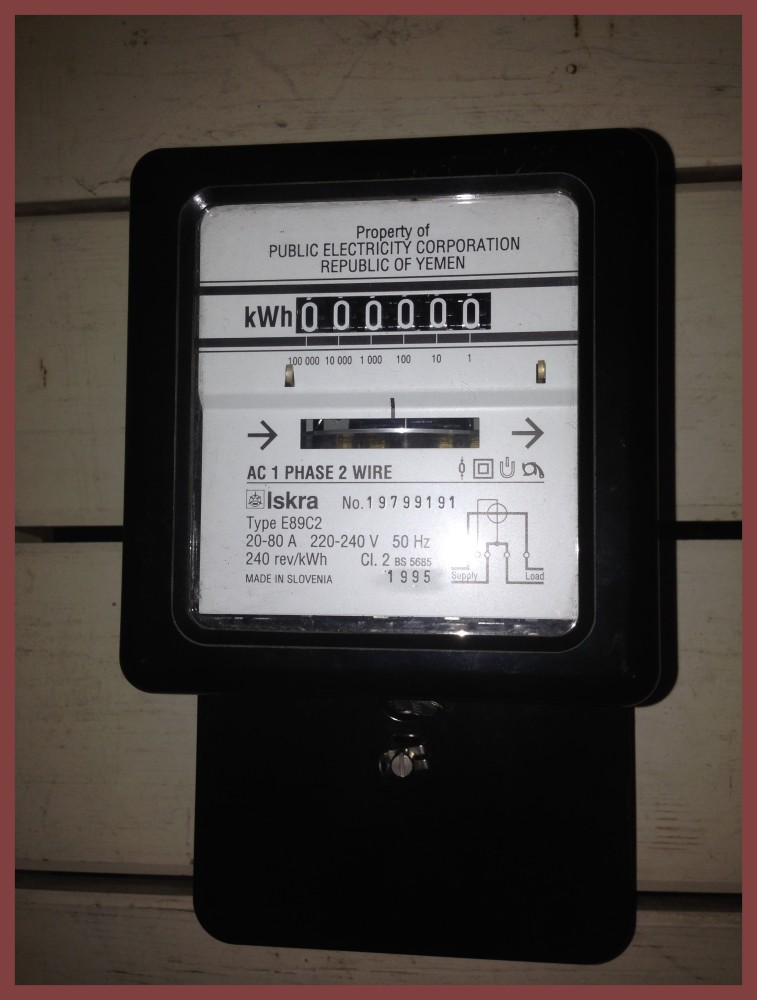 Property of
PUBLIC ELECTRICITY CORPORATION
REPUBLIC OF YEMEN
kWh 000000
100 000 10 000 1 000 100 10 1
AC 1 PHASE 2 WIRE
Iskra No. 19799191
Type E89C2
20-80 A 220-240 V 50 Hz
240 rev/kWh Cl. 2 BS 5685
MADE IN SLOVENIA 1995
Supply Load